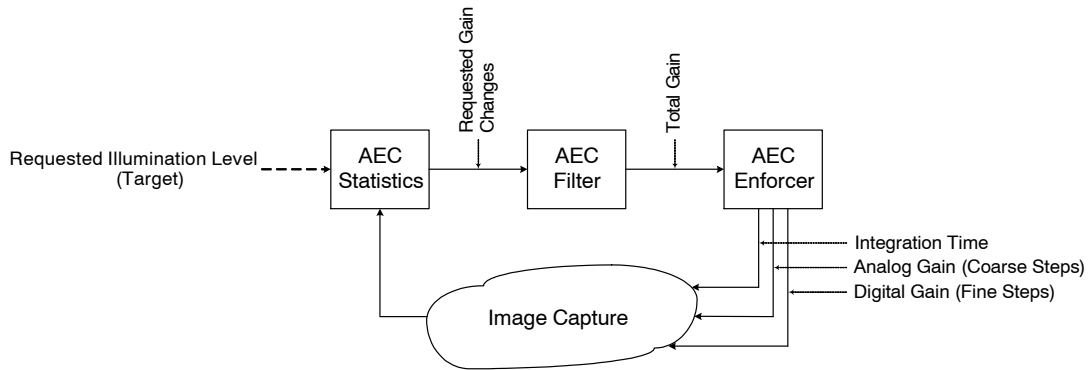 Requested Gain
Changes
Total Gain
Requested Illumination Level
(Target)
AEC
Statistics
AEC
Filter
AEC
Enforcer
Integration Time
Analog Gain (Coarse Steps)
Digital Gain (Fine Steps)
Image Capture